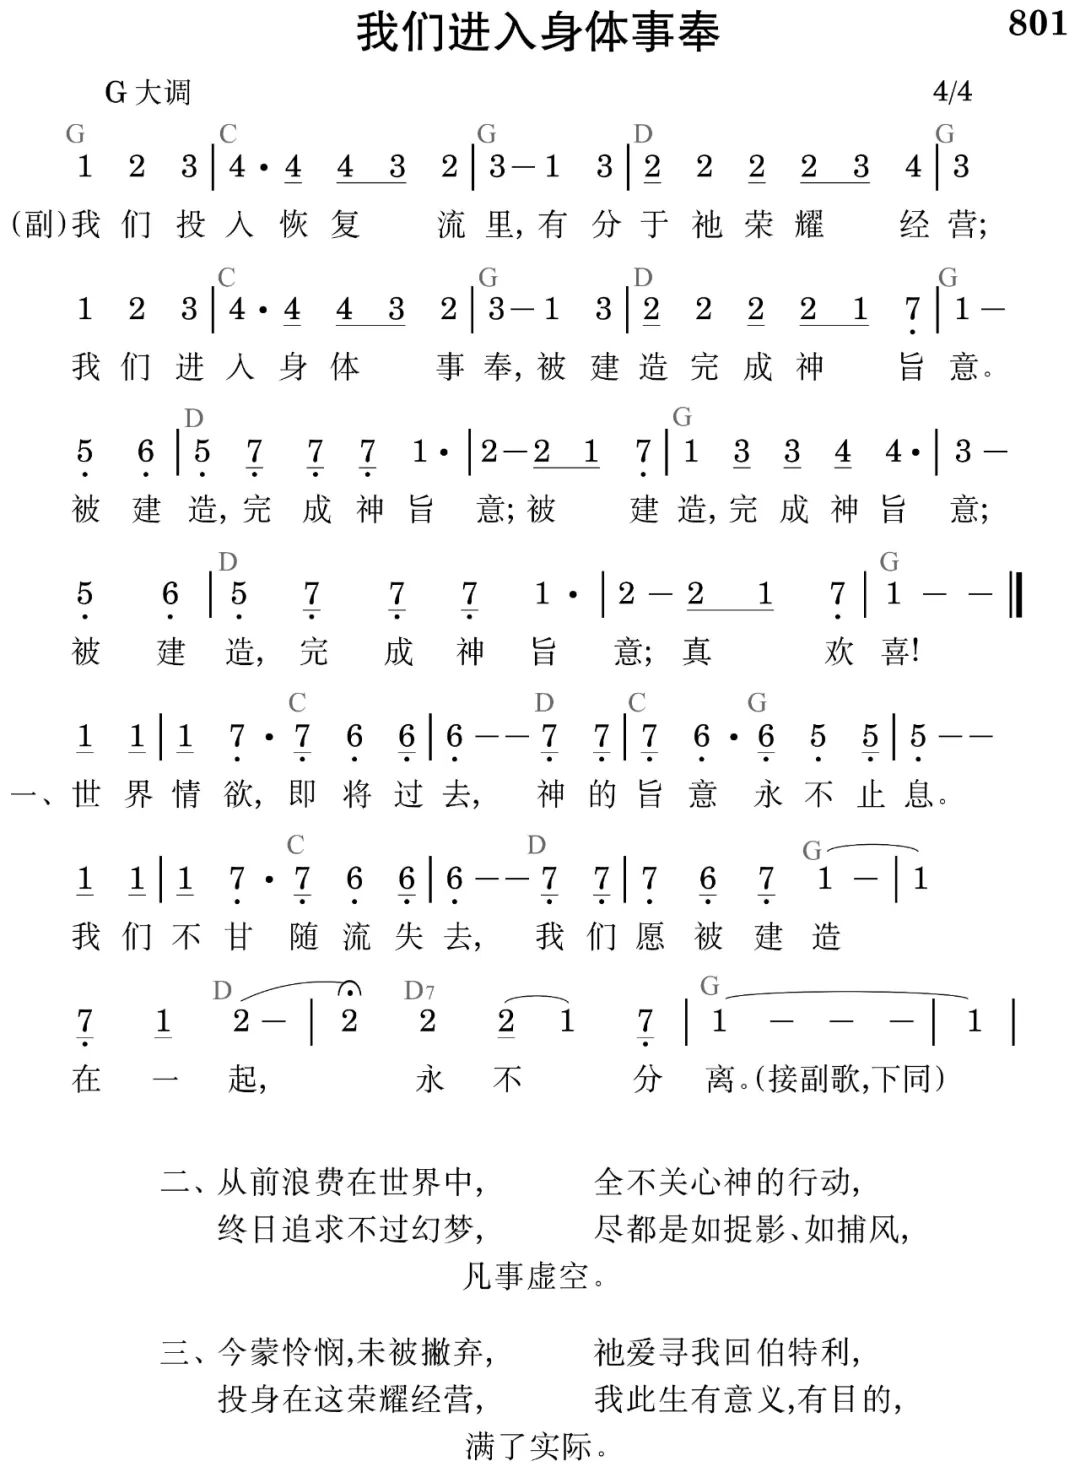 我们进入身体事奉
801
G 大调 4/4
G C G D G
1 2 3 | 4 · 4 4 3 2 | 3 – 1 3 | 2 2 2 2 3 4 | 3
(副)我们投入恢复 流里,有分于祂荣耀 经营;
C G D G
1 2 3 | 4 · 4 4 3 2 | 3 – 1 3 | 2 2 2 2 1 7 | 1 –
我们进入身体 事奉,被建造完成神 旨意。
D G
5 6 | 5 7 7 7 1 · | 2 – 2 1 7 | 1 3 3 4 4 · | 3 –
被建造,完成神旨意;被 建造,完成神旨意;
D G
5 6 | 5 7 7 7 1 · | 2 – 2 1 7 | 1 – – ‖
被建造,完成神旨意;真 欢喜!
C D C G
1 1 | 1 7 · 7 6 6 | 6 – – 7 7 | 7 6 · 6 5 5 | 5 – –
一、世界情欲,即将过去, 神的旨意永不止息。
C D G
1 1 | 1 7 · 7 6 6 | 6 – – 7 7 | 7 6 7 1 – | 1
我们不甘随流失去, 我们愿被建造
D D7 G
7 1 2 – | 2 2 2 1 7 | 1 – – – | 1 |
在一起, 永不 分离。(接副歌,下同)
二、从前浪费在世界中, 全不关心神的行动,
终日追求不过幻梦, 尽都是如捉影、如捕风,
凡事虚空。
三、今蒙怜悯,未被撇弃, 祂爱寻我回伯特利,
投身在这荣耀经营, 我此生有意义,有目的,
满了实际。